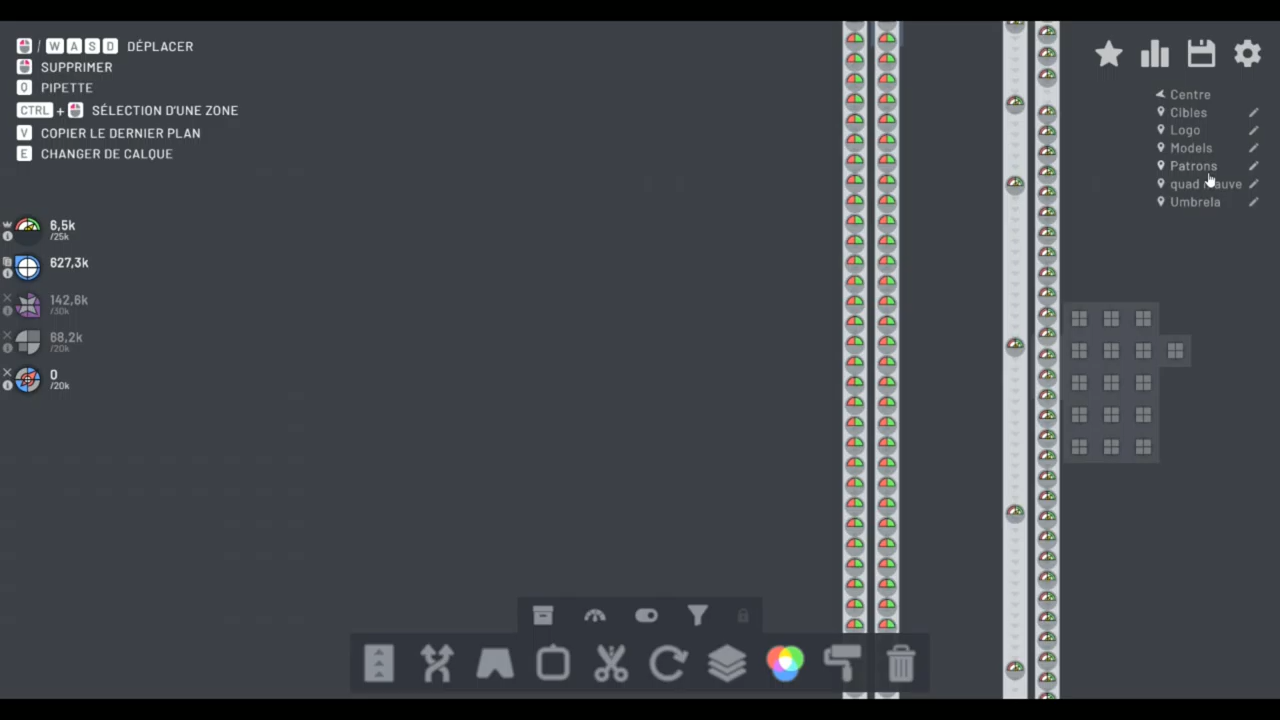 / W A S D DÉPLACER
SUPPRIMER
Q PIPETTE
CTRL + SÉLECTION D'UNE ZONE
V COPIER LE DERNIER PLAN
E CHANGER DE CALQUE
6,5k
/25k
627,3k
142,6k
/30k
68,2k
/20k
0
/20k
Centre
Cibles
Logo
Models
Patrons
quad mauve
Umbrela